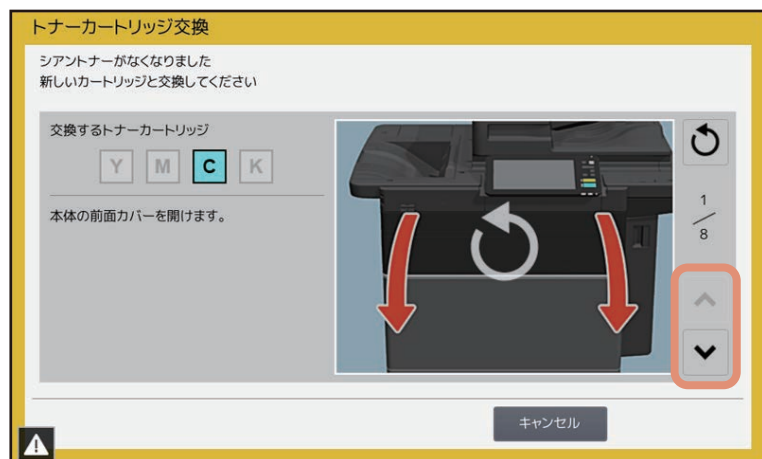 トナーカートリッジ交換
シアントナーがなくなりました
新しいカートリッジと交換してください
交換するトナーカートリッジ
Y M C K
本体の前面カバーを開けます。
1
/
8
キャンセル